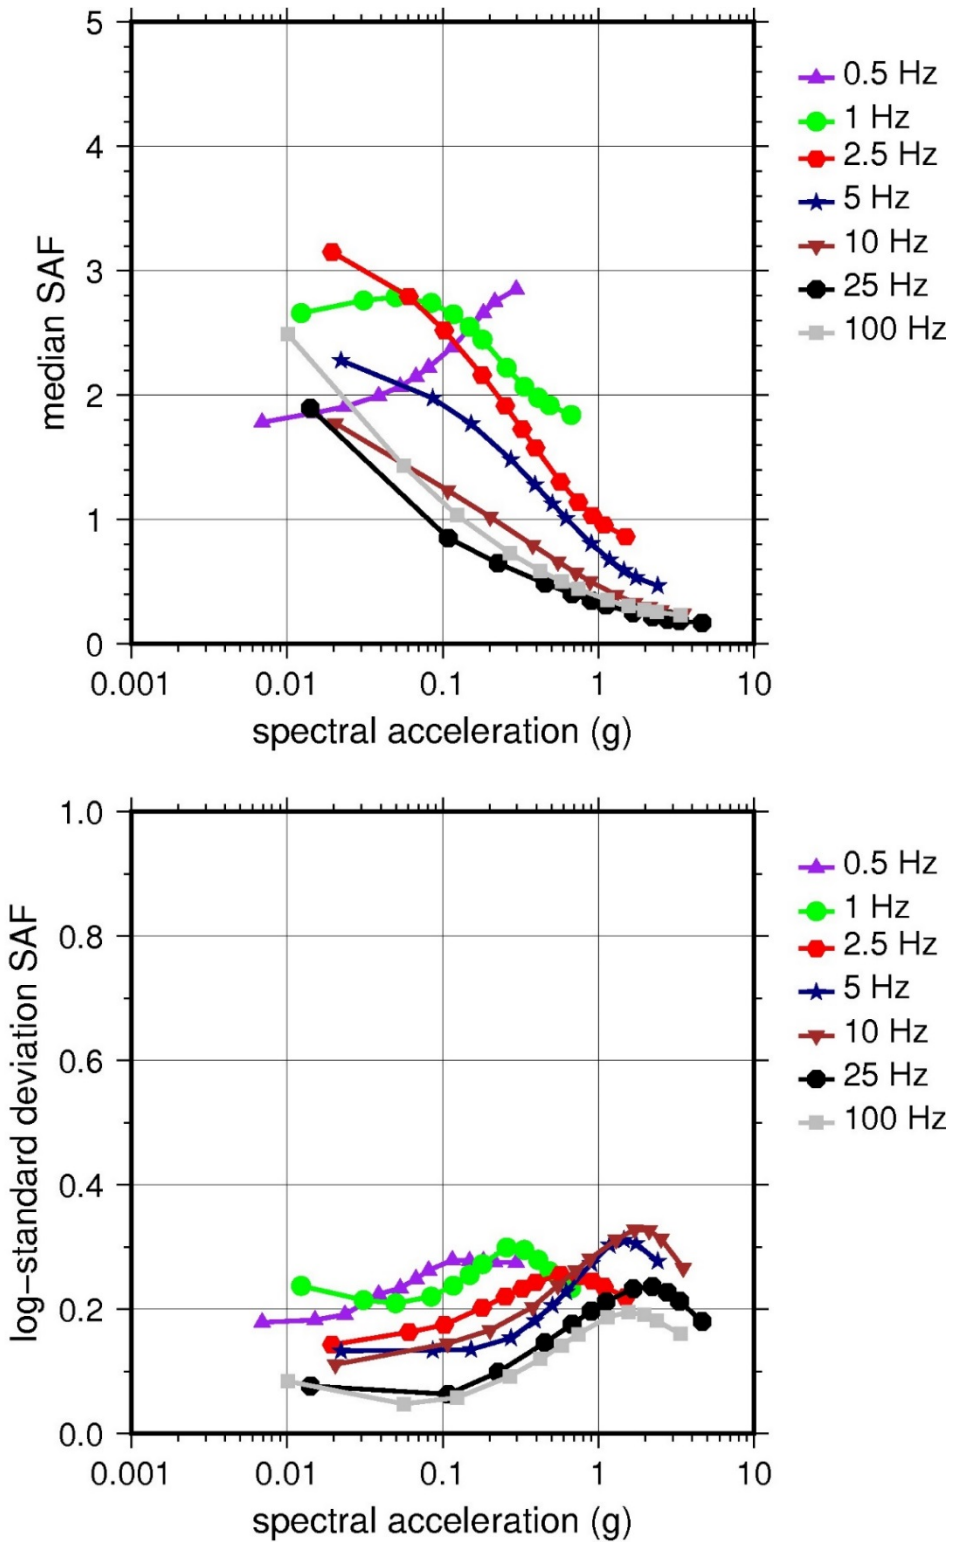 5
4
3
2
1
0
median SAF
0.001 0.01 0.1 1 10
spectral acceleration (g)
0.5 Hz
1 Hz
2.5 Hz
5 Hz
10 Hz
25 Hz
100 Hz
1.0
0.8
0.6
0.4
0.2
0.0
log–standard deviation SAF
0.001 0.01 0.1 1 10
spectral acceleration (g)
0.5 Hz
1 Hz
2.5 Hz
5 Hz
10 Hz
25 Hz
100 Hz